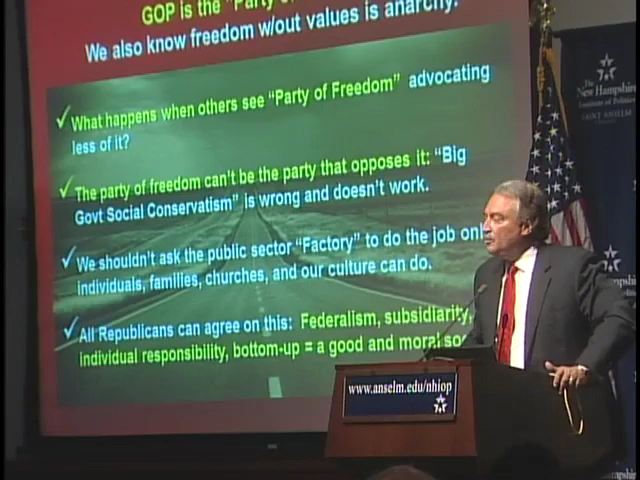 GOP is the "Party
We also know freedom w/out values is anarchy.
What happens when others see "Party of Freedom" advocating
less of it?
The party of freedom can't be the party that opposes it: "Big
Govt Social Conservatism" is wrong and doesn't work.
We shouldn't ask the public sector "Factory" to do the job
individuals, families, churches, and our culture can do.
All Republicans can agree on this: Federalism, subsidiarity,
individual responsibility, bottom-up = a good and moral
www.anselm.edu/nhiop
The
New Hampshire
Institute of Politics
SAINT ANSELM